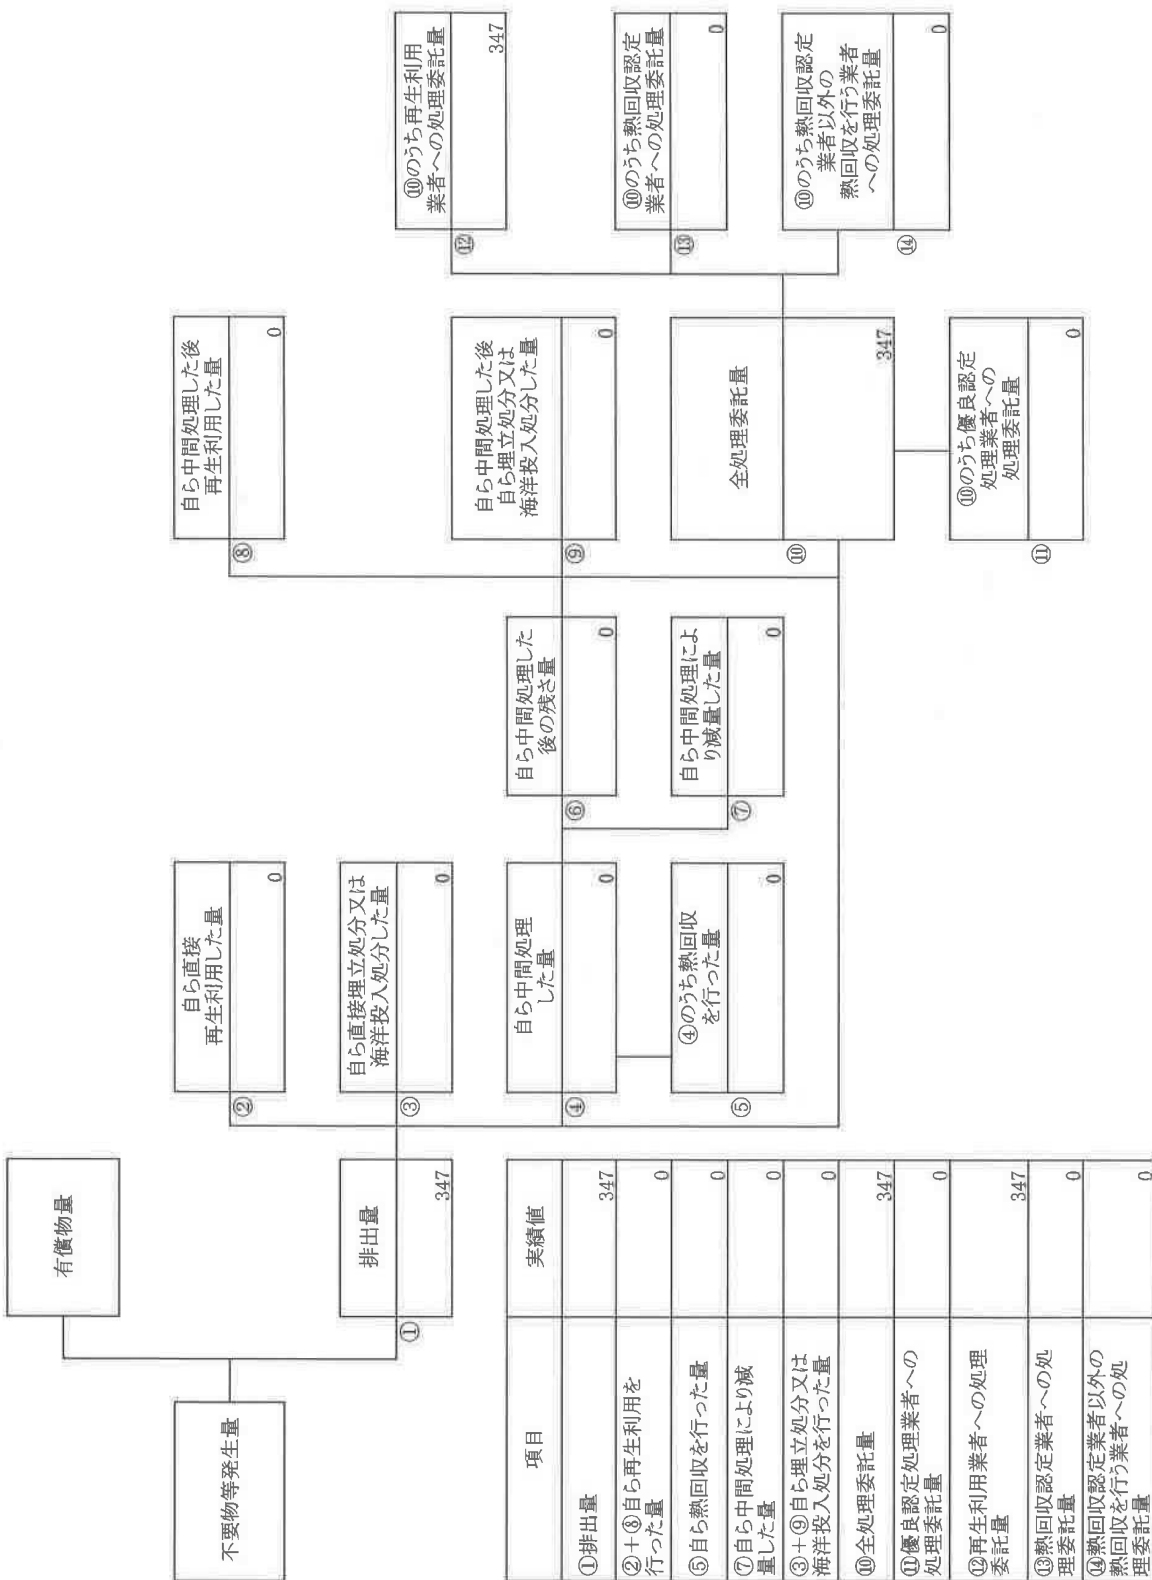 不要物等発生量
有償物量
①
排出量
347
②
自ら直接
再生利用した量
0
③
自ら直接埋立処分又は
海洋投入処分した量
0
④
自ら中間処理
した量
0
⑤
④のうち熱回収
を行った量
0
⑥
自ら中間処理した
後の残さ量
0
⑦
自ら中間処理によ
り減量した量
0
⑧
自ら中間処理した後
再生利用した量
0
⑨
自ら中間処理した後
自ら埋立処分又は
海洋投入処分した量
0
⑩
全処理委託量
347
⑪
⑩のうち優良認定
処理業者への
処理委託量
0
⑫
⑩のうち再生利用
業者への処理委託量
347
⑬
⑩のうち熱回収認定
業者への処理委託量
0
⑭
⑩のうち熱回収認定
業者以外の
熱回収を行う業者
への処理委託量
0
項目 実績値
①排出量 347
②+⑧自ら再生利用を
行った量 0
⑤自ら熱回収を行った量 0
⑦自ら中間処理により減
量した量 0
③+⑨自ら埋立処分又は
海洋投入処分を行った量 0
⑩全処理委託量 347
⑪優良認定処理業者への
処理委託量 0
⑫再生利用業者への処理
委託量 347
⑬熱回収認定業者への処
理委託量 0
⑭熱回収認定業者以外の
熱回収を行う業者への処
理委託量 0